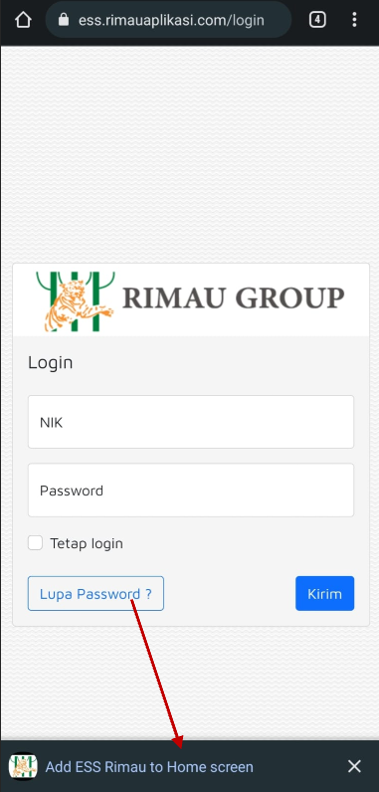 ess.rimauaplikasi.com/login
4
RIMAU GROUP
Login
NIK
Password
Tetap login
Lupa Password ?
Kirim
Add ESS Rimau to Home screen